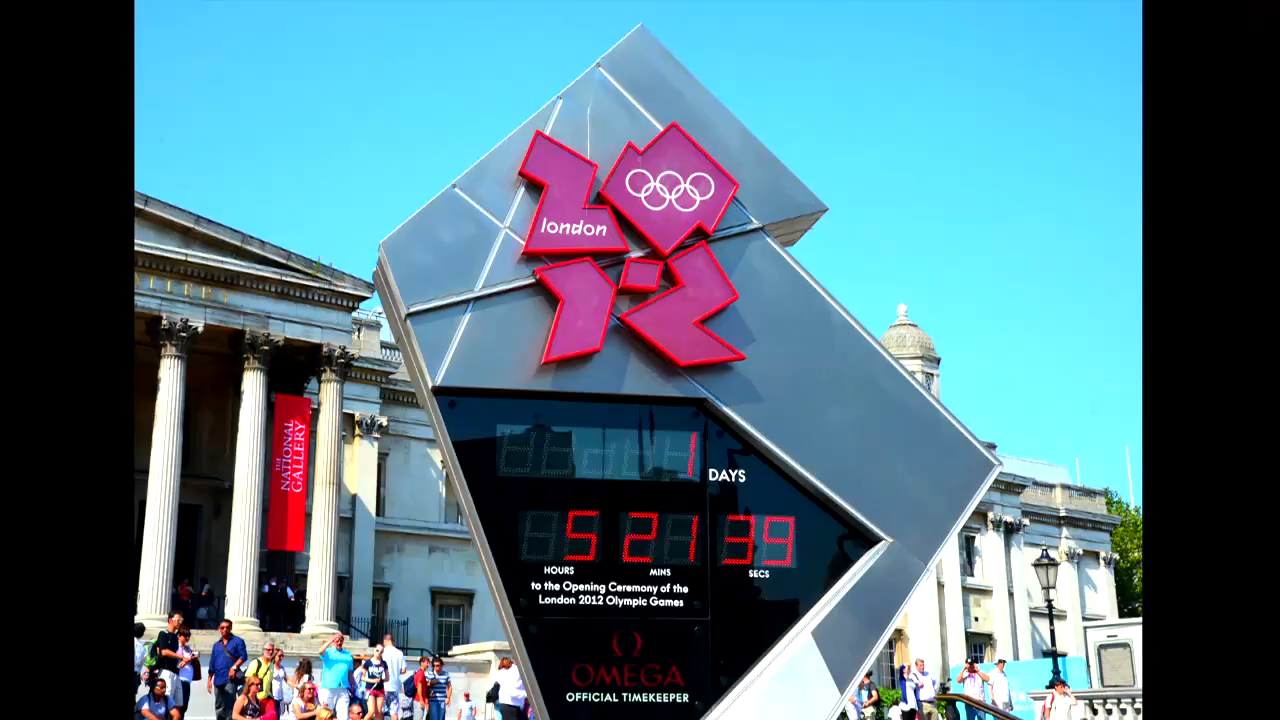 london
THE
NATIONAL
GALLERY
1 DAYS
5 21 39
HOURS MINS SECS
to the Opening Ceremony of the
London 2012 Olympic Games
OMEGA
OFFICIAL TIMEKEEPER